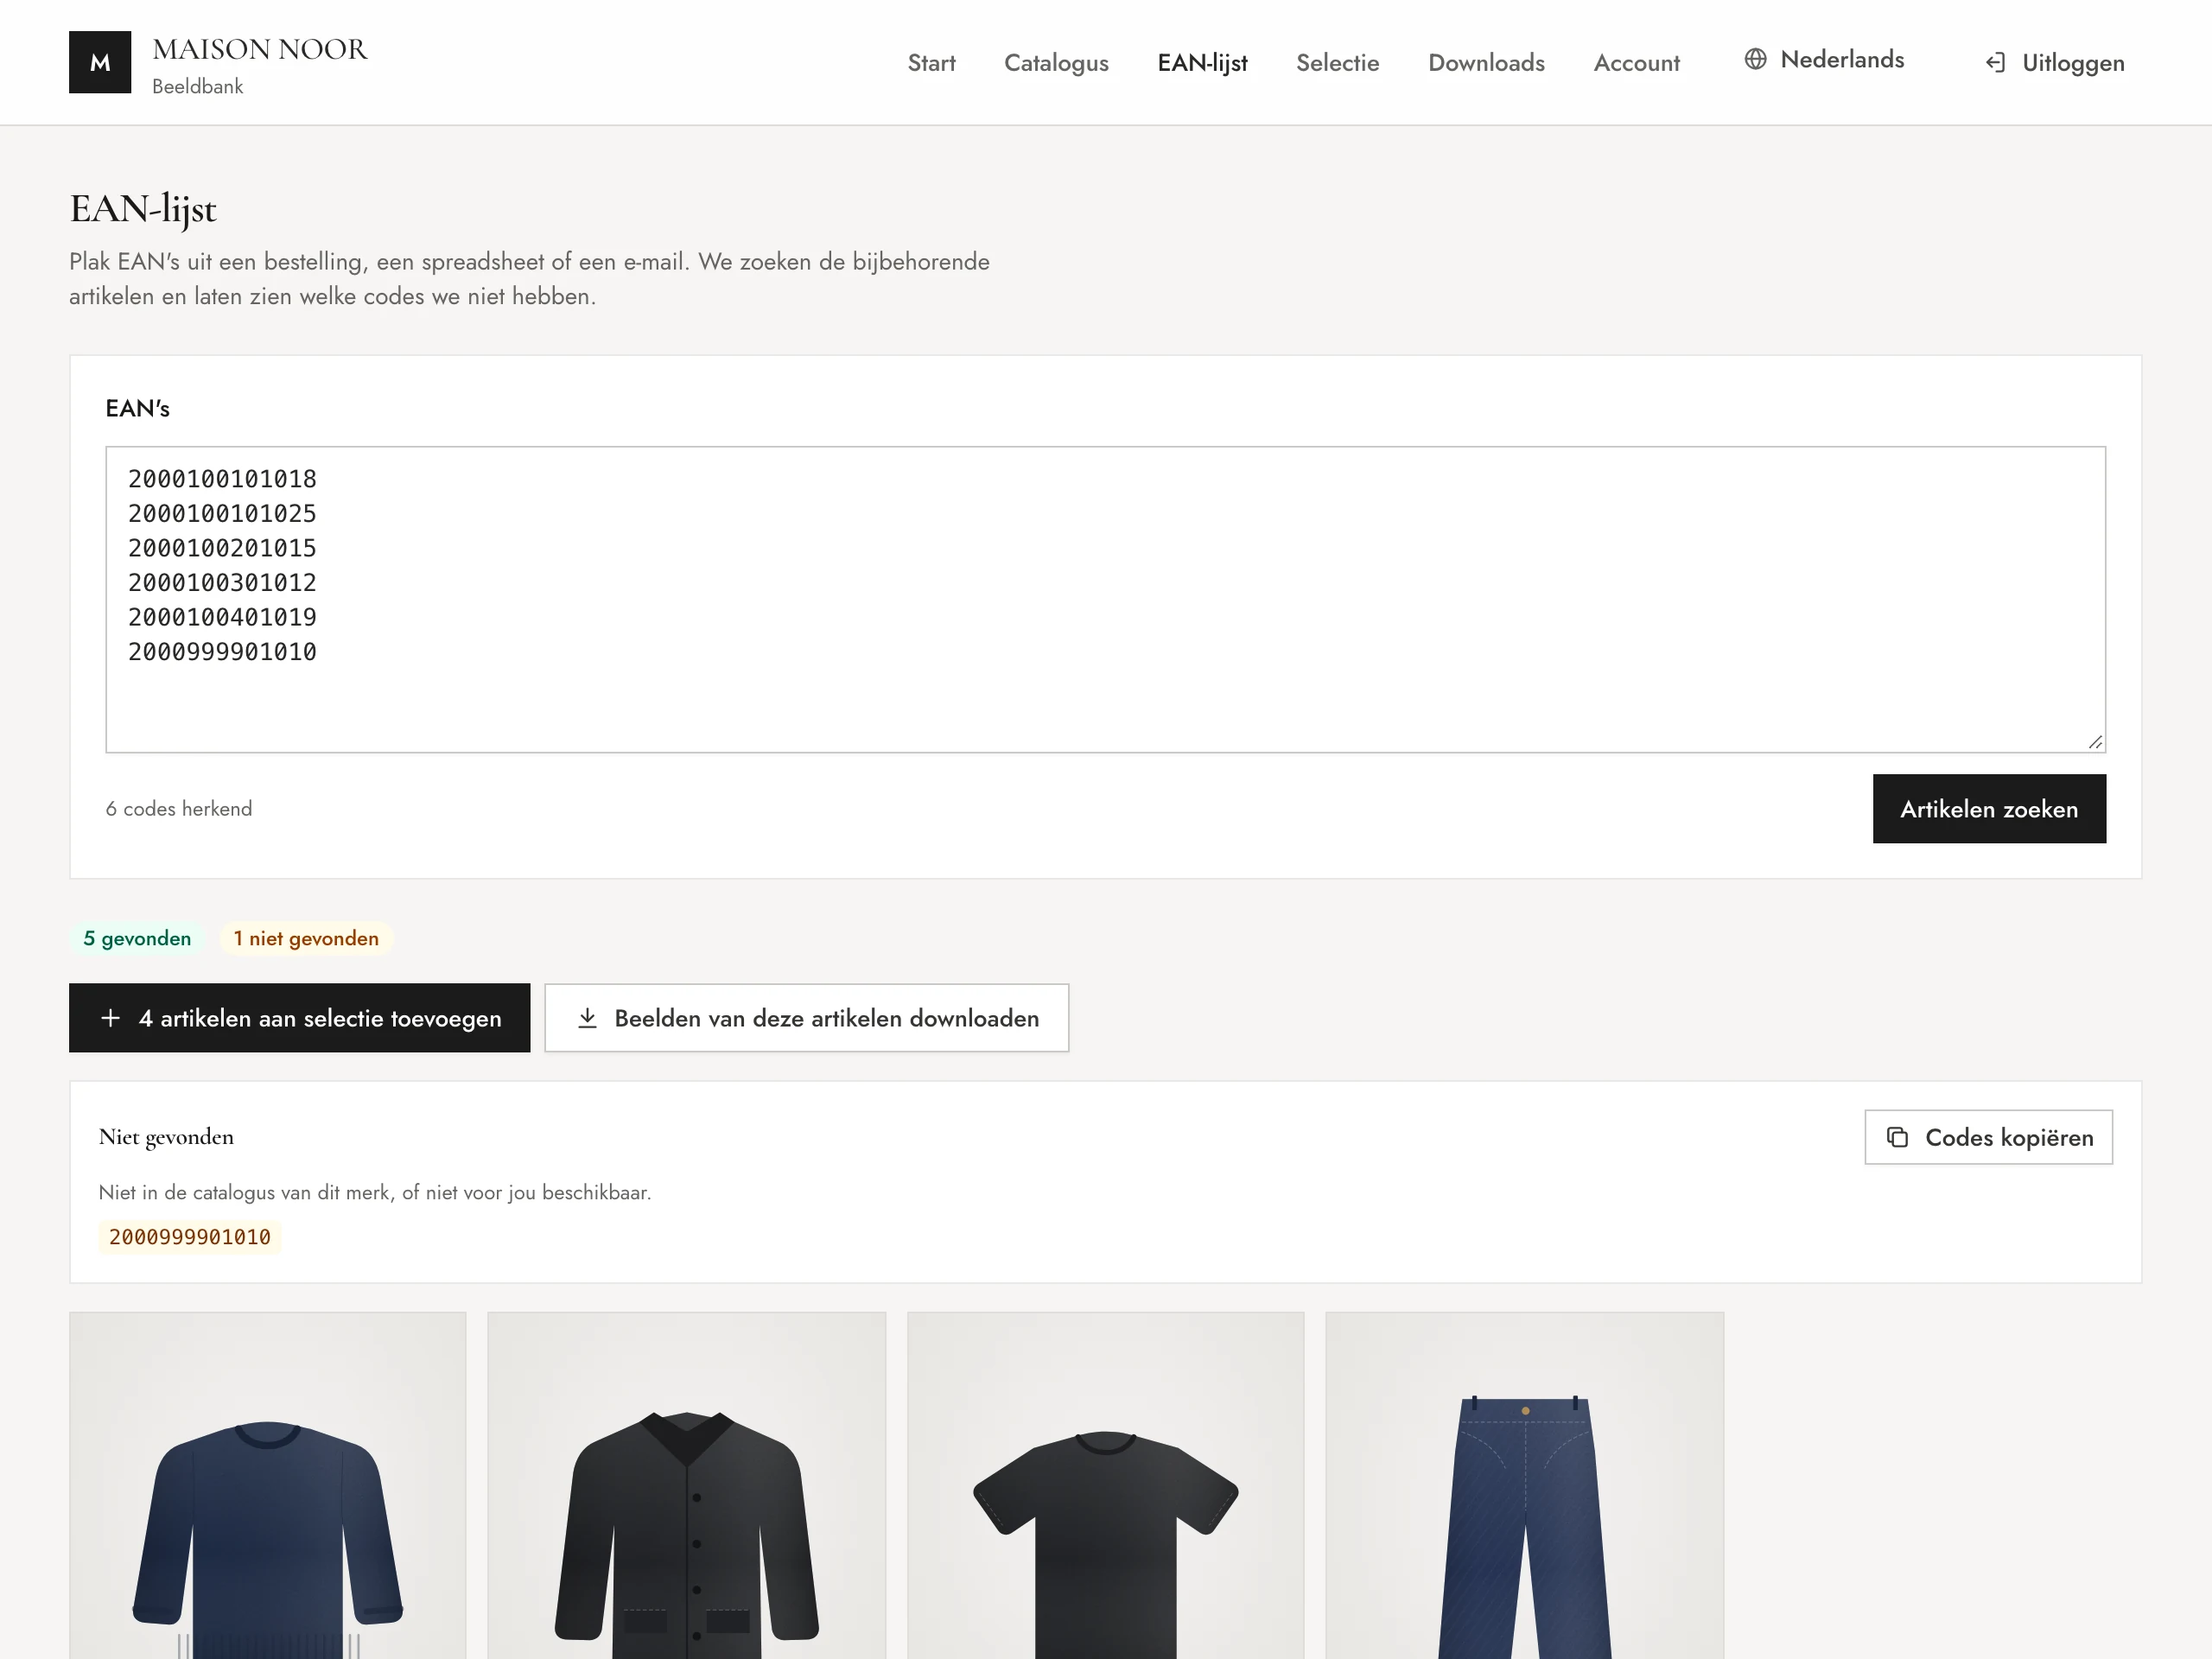 M
MAISON NOOR
Beeldbank
Start
Catalogus
EAN-lijst
Selectie
Downloads
Account
Nederlands
Uitloggen
EAN-lijst
Plak EAN's uit een bestelling, een spreadsheet of een e-mail. We zoeken de bijbehorende
artikelen en laten zien welke codes we niet hebben.
EAN's
2000100101018
2000100101025
2000100201015
2000100301012
2000100401019
2000999901010
6 codes herkend
Artikelen zoeken
5 gevonden
1 niet gevonden
4 artikelen aan selectie toevoegen
Beelden van deze artikelen downloaden
Niet gevonden
Codes kopiëren
Niet in de catalogus van dit merk, of niet voor jou beschikbaar.
2000999901010